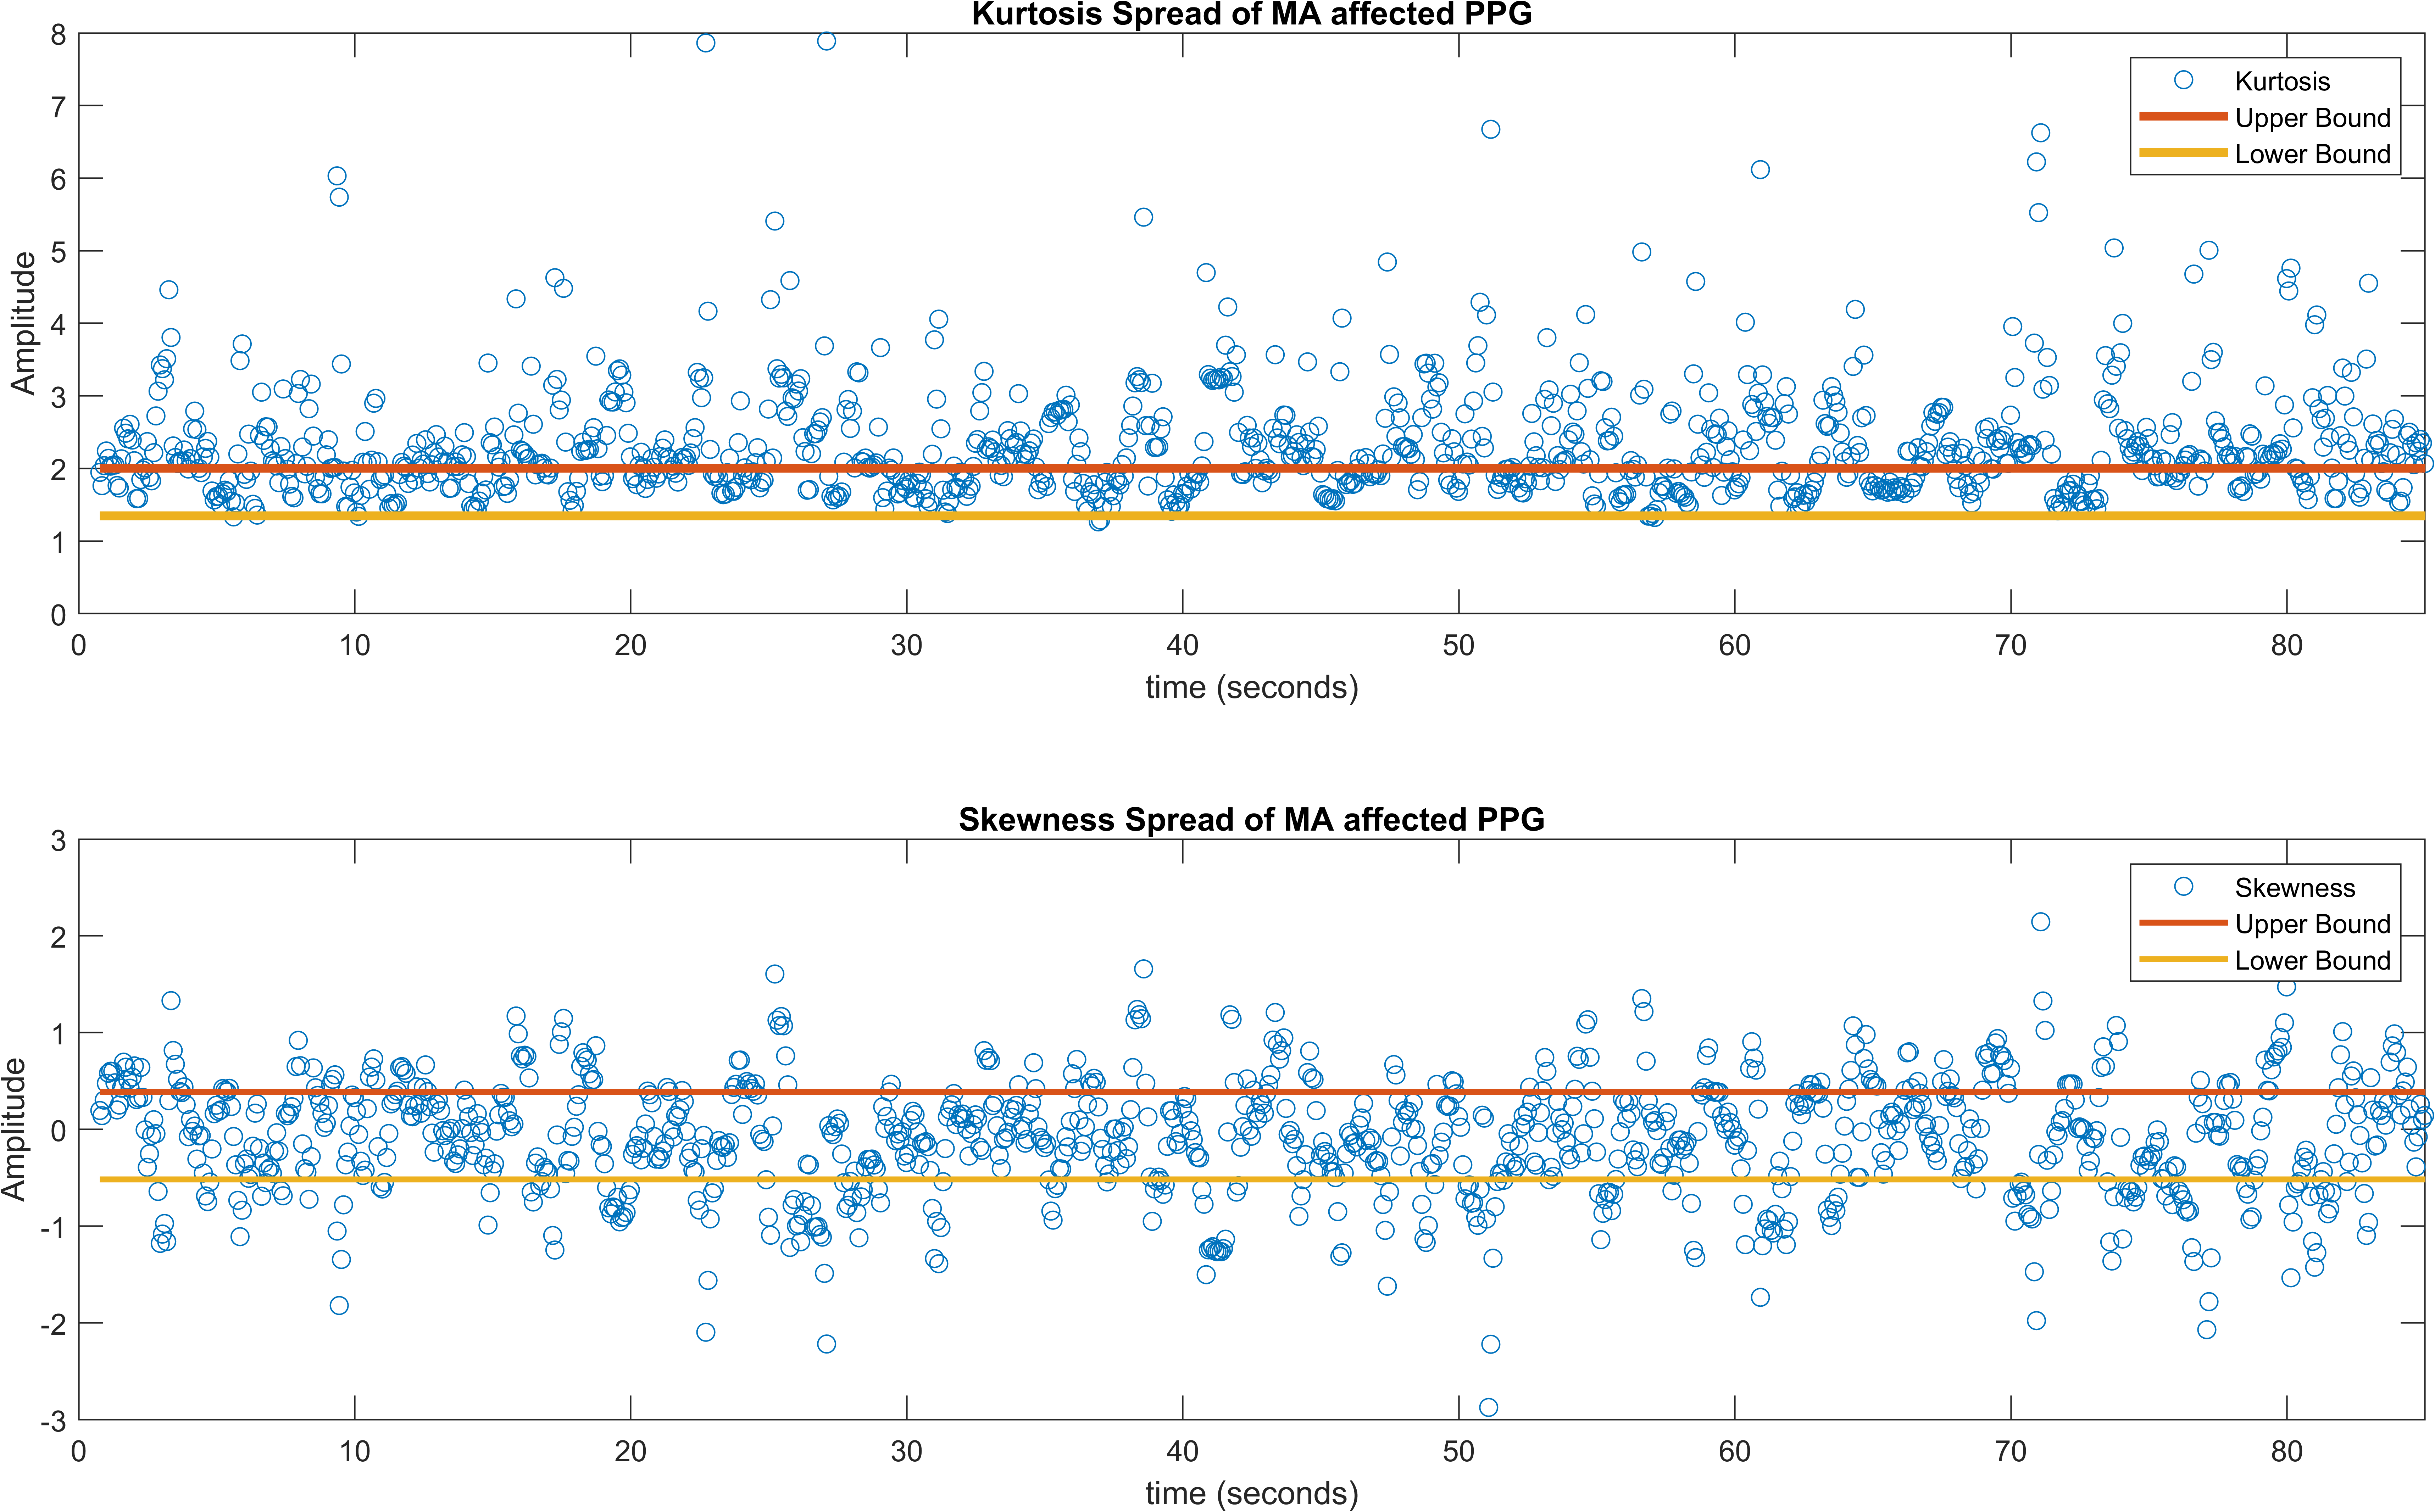 Kurtosis Spread of MA affected PPG
8
7
6
5
4
3
2
1
0
Amplitude
Kurtosis
Upper Bound
Lower Bound
0 10 20 30 40 50 60 70 80
time (seconds)
Skewness Spread of MA affected PPG
3
2
1
0
-1
-2
-3
Amplitude
Skewness
Upper Bound
Lower Bound
0 10 20 30 40 50 60 70 80
time (seconds)